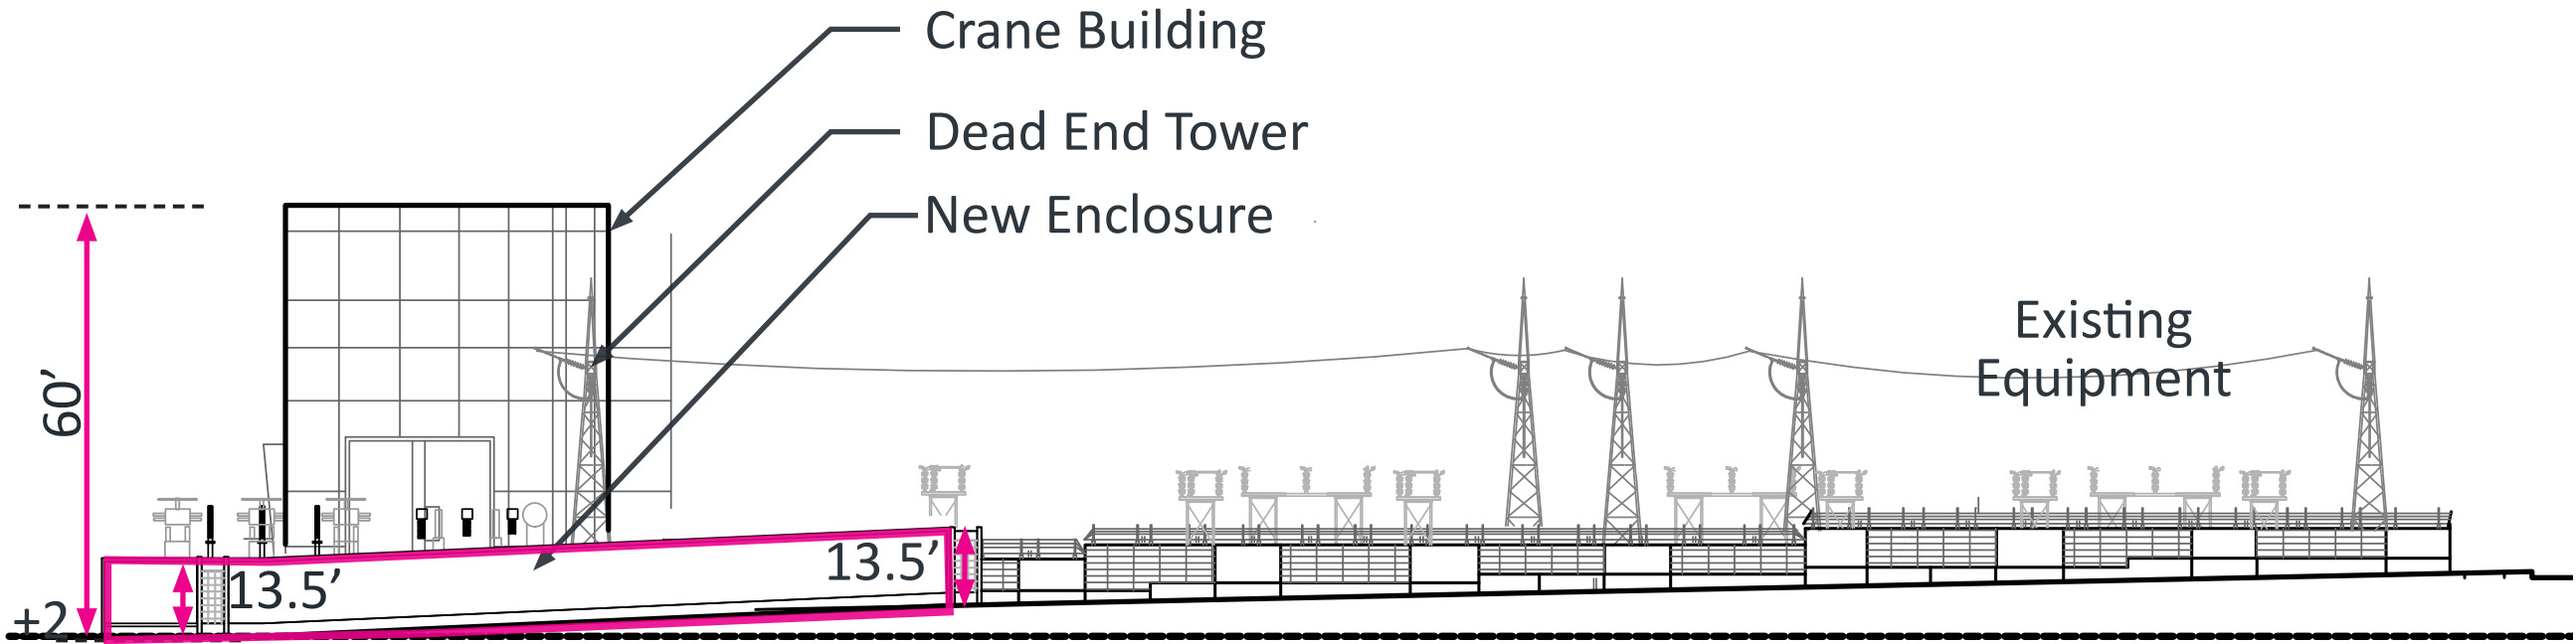 Crane Building
Dead End Tower
New Enclosure
Existing
Equipment
60’
13.5’
13.5’
+2